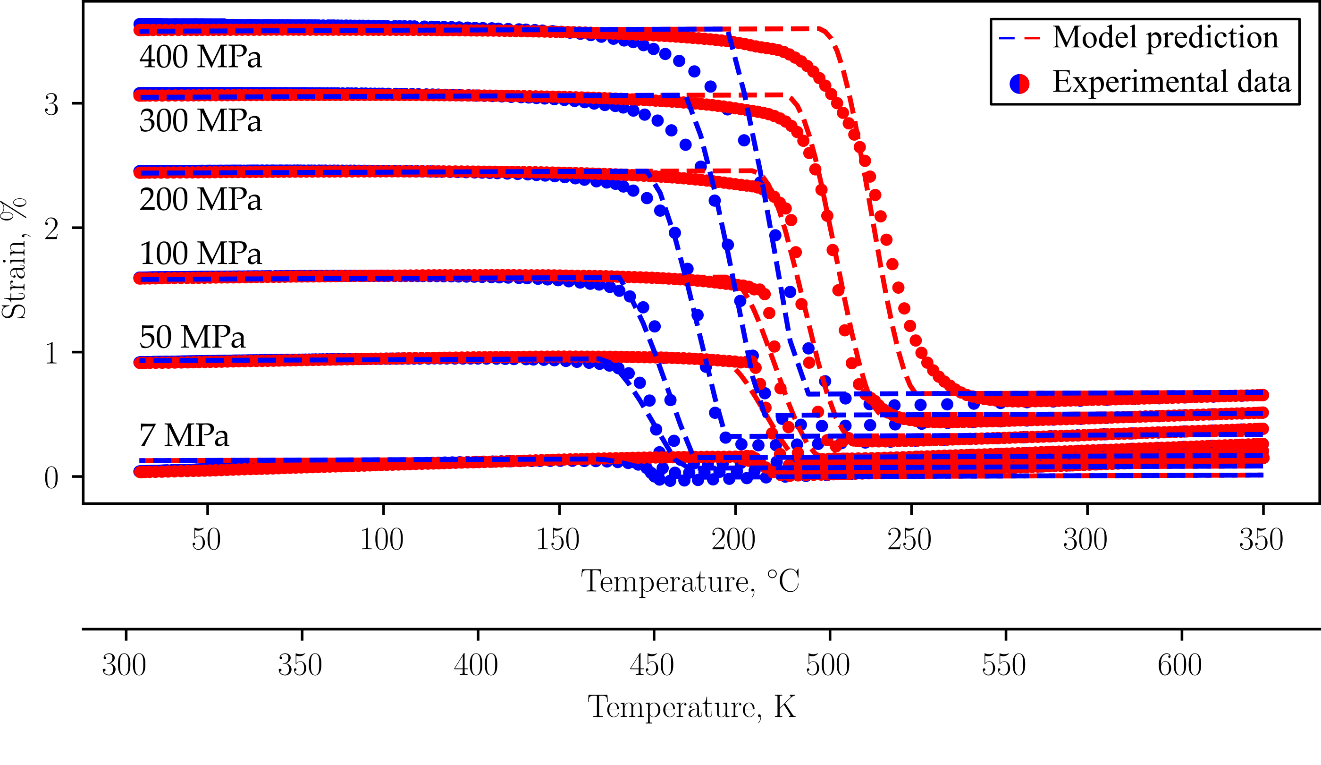 Model prediction
Experimental data
400 MPa
300 MPa
200 MPa
100 MPa
50 MPa
7 MPa
Strain, %
3
2
1
0
50 100 150 200 250 300 350
Temperature, °C
300 350 400 450 500 550 600
Temperature, K